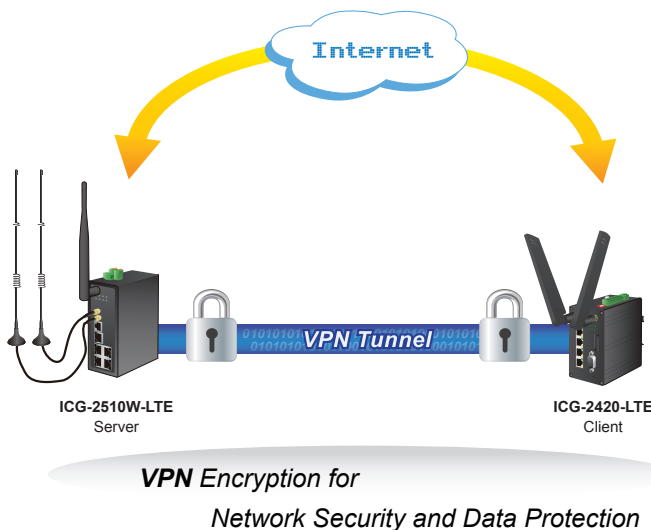 Internet
VPN Tunnel
ICG-2510W-LTE
Server
ICG-2420-LTE
Client
VPN Encryption for
Network Security and Data Protection